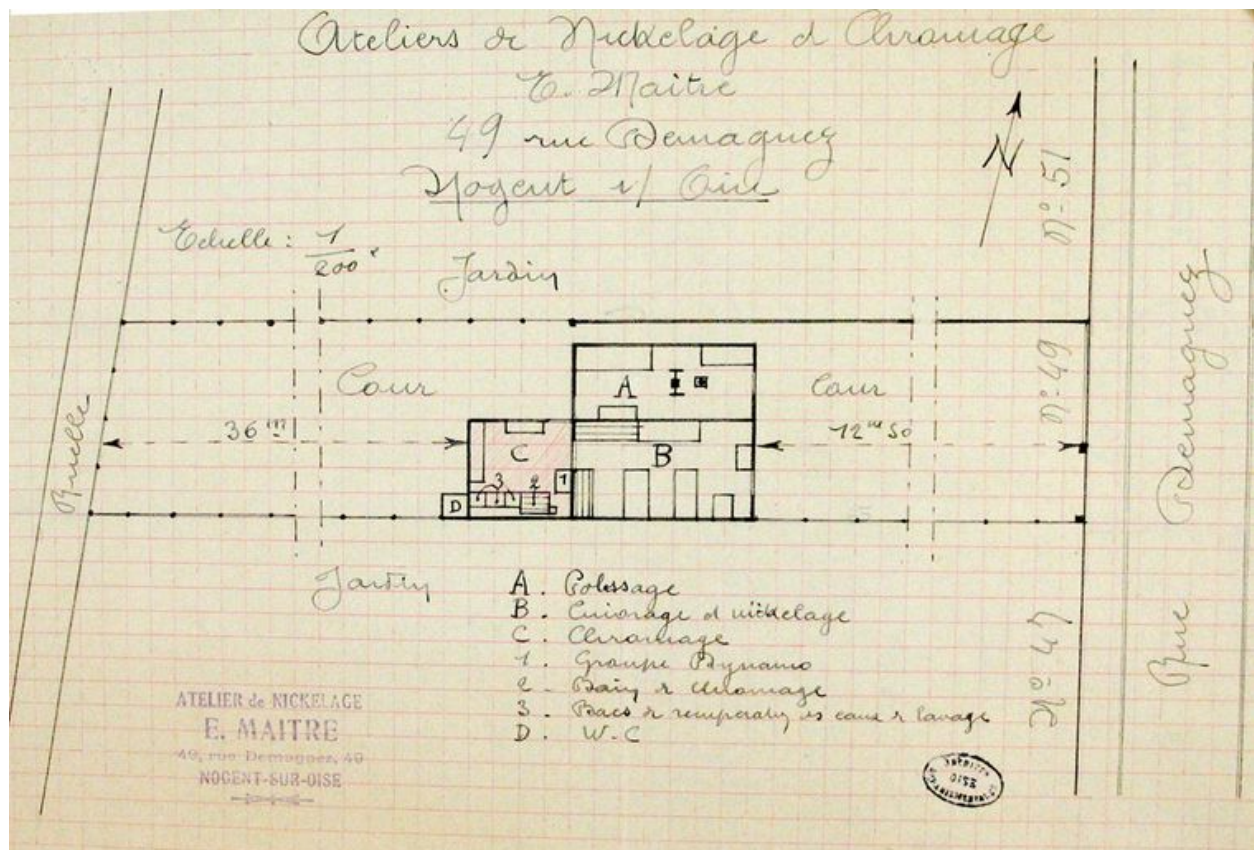 Ateliers de Nickelage et Chromage
E. Maitre
49 rue Demagnez
Nogent s/ Oise
N
Echelle : 1/200e
Jardin
N° 51
Ruelle
Cour
A
Cour
N° 49
Rue Demagnez
36 m
C
B
12 m 50
3
2
1
D
Jardin
N° 47
A . Polissage
B . Cuivrage et nickelage
C . Chromage
1 . Groupe Dynamo
2 . Bain de chromage
3 . Bacs de des eaux de lavage
D . W.C
ATELIER de NICKELAGE
E. MAITRE
49, rue Demagnez, 49
NOGENT-SUR-OISE